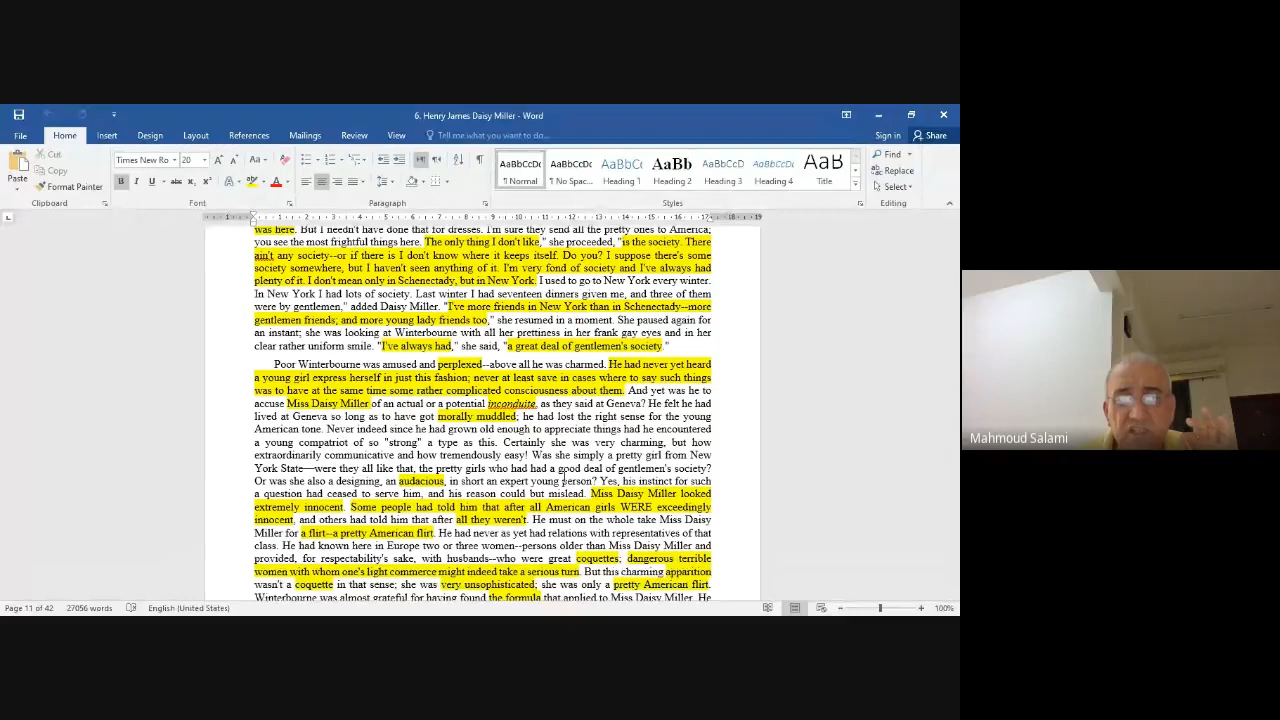 6. Henry James Daisy Miller - Word
File Home Insert Design Layout References Mailings Review View Tell me what you want to do... Sign in Share
Cut
Copy
Format Painter
Paste
Times New Ro 20
Clipboard Font Paragraph Styles Editing
AaBbCcDc AaBbCcDc AaBbC AaBb AaBbCcD AaBbCcD AaB
¶ Normal ¶ No Spac... Heading 1 Heading 2 Heading 3 Heading 4 Title
Find
Replace
Select
was here. But I needn't have done that for dresses. I'm sure they send all the pretty ones to America;
you see the most frightful things here. The only thing I don't like," she proceeded, "is the society. There
ain't any society--or if there is I don't know where it keeps itself. Do you? I suppose there's some
society somewhere, but I haven't seen anything of it. I'm very fond of society and I've always had
plenty of it. I don't mean only in Schenectady, but in New York. I used to go to New York every winter.
In New York I had lots of society. Last winter I had seventeen dinners given me, and three of them
were by gentlemen," added Daisy Miller. "I've more friends in New York than in Schenectady--more
gentlemen friends; and more young lady friends too," she resumed in a moment. She paused again for
an instant; she was looking at Winterbourne with all her prettiness in her frank gay eyes and in her
clear rather uniform smile. "I've always had," she said, "a great deal of gentlemen's society."
Poor Winterbourne was amused and perplexed--above all he was charmed. He had never yet heard
a young girl express herself in just this fashion; never at least save in cases where to say such things
was to have at the same time some rather complicated consciousness about them. And yet was he to
accuse Miss Daisy Miller of an actual or a potential inconduite, as they said at Geneva? He felt he had
lived at Geneva so long as to have got morally muddled; he had lost the right sense for the young
American tone. Never indeed since he had grown old enough to appreciate things had he encountered
a young compatriot of so "strong" a type as this. Certainly she was very charming, but how
extraordinarily communicative and how tremendously easy! Was she simply a pretty girl from New
York State—were they all like that, the pretty girls who had had a good deal of gentlemen's society?
Or was she also a designing, an audacious, in short an expert young person? Yes, his instinct for such
a question had ceased to serve him, and his reason could but mislead. Miss Daisy Miller looked
extremely innocent. Some people had told him that after all American girls WERE exceedingly
innocent, and others had told him that after all they weren't. He must on the whole take Miss Daisy
Miller for a flirt--a pretty American flirt. He had never as yet had relations with representatives of that
class. He had known here in Europe two or three women--persons older than Miss Daisy Miller and
provided, for respectability's sake, with husbands--who were great coquettes; dangerous terrible
women with whom one's light commerce might indeed take a serious turn. But this charming apparition
wasn't a coquette in that sense; she was very unsophisticated; she was only a pretty American flirt.
Winterbourne was almost grateful for having found the formula that applied to Miss Daisy Miller. He
Page 11 of 42 27056 words English (United States) 100%
Mahmoud Salami